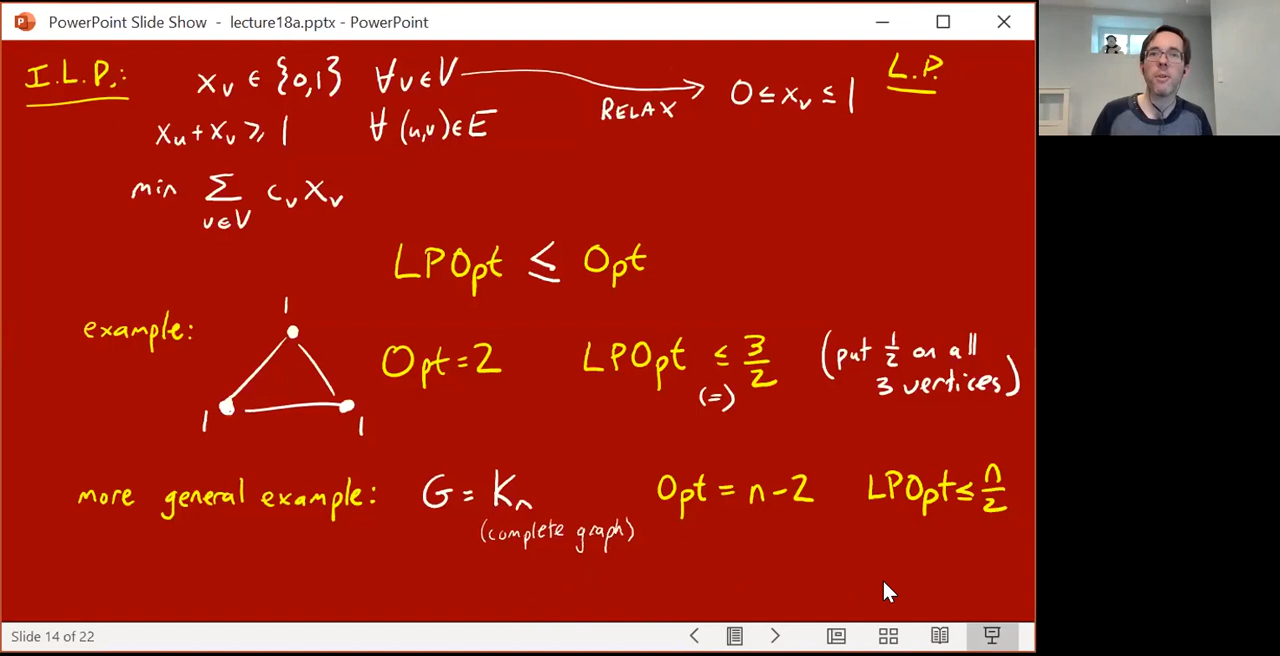 PowerPoint Slide Show - lecture18a.pptx - PowerPoint
I.L.P.: x_v ∈ {0,1} ∀v∈V RELAX 0 ≤ x_v ≤ 1 L.P.
x_u + x_v ≥ 1 ∀ (u,v)∈E
min ∑_{v∈V} c_v x_v
LPOpt ≤ Opt
example: 1 1 1 Opt=2 LPOpt ≤ 3/2 (put 1/2 on all
(=) 3 vertices)
more general example: G = K_n Opt = n-2 LPOpt ≤ n/2
(complete graph)
Slide 14 of 22